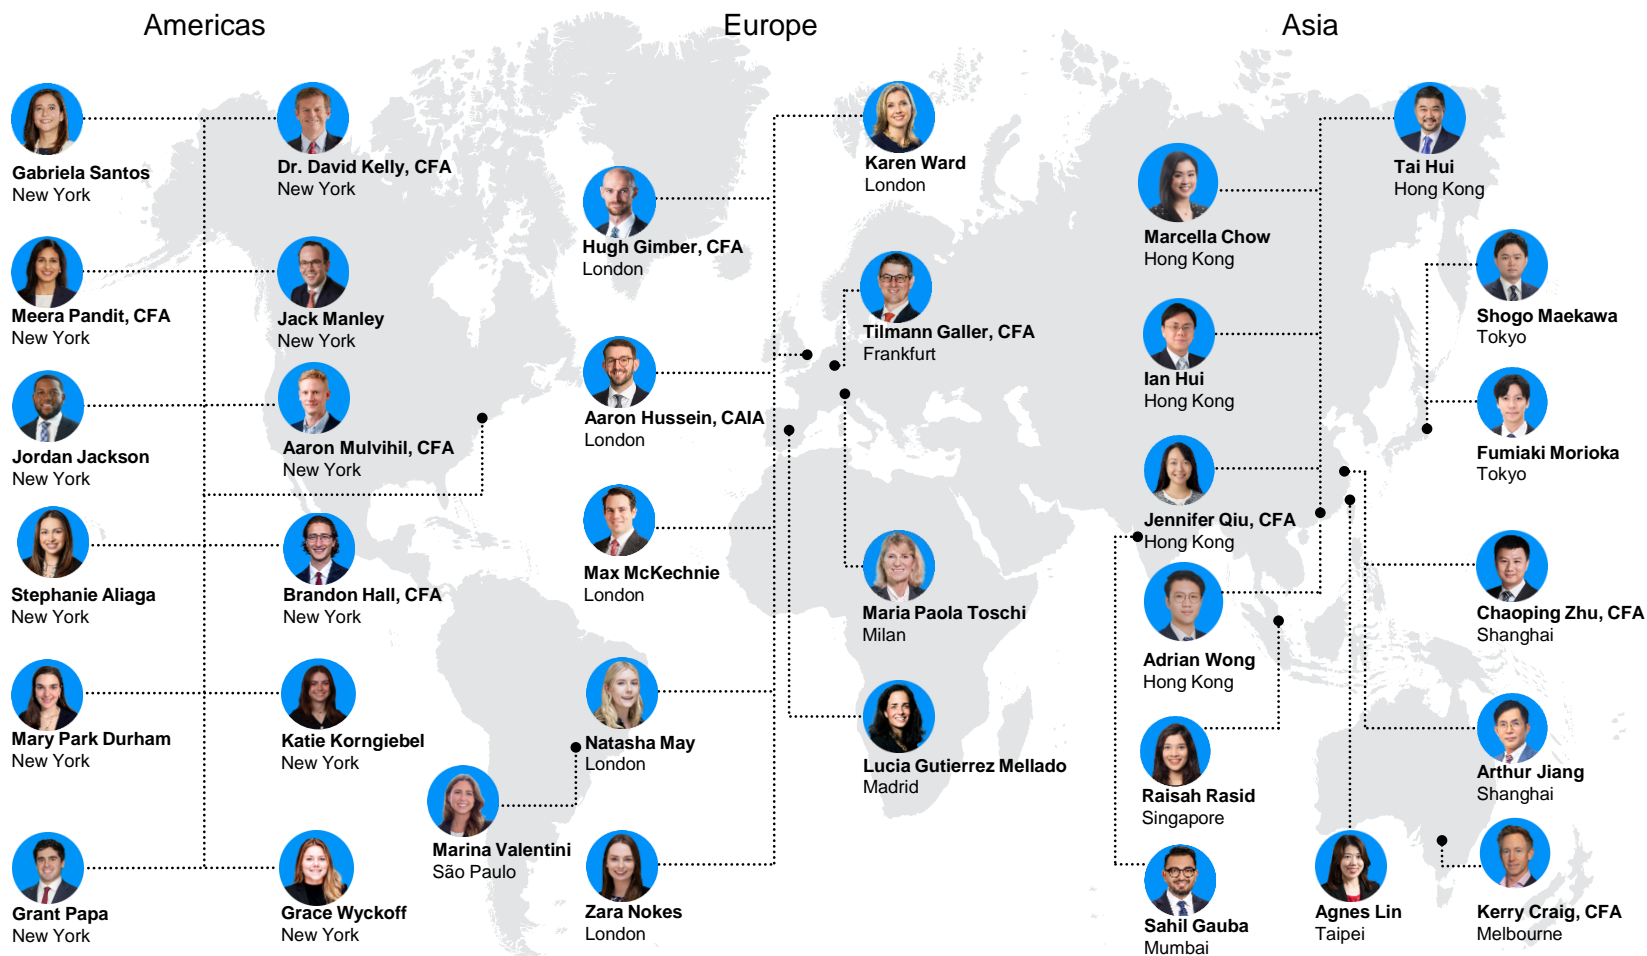 Americas
Gabriela Santos
New York
Dr. David Kelly, CFA
New York
Meera Pandit, CFA
New York
Jack Manley
New York
Jordan Jackson
New York
Aaron Mulvihil, CFA
New York
Stephanie Aliaga
New York
Brandon Hall, CFA
New York
Mary Park Durham
New York
Katie Korngiebel
New York
Grant Papa
New York
Grace Wyckoff
New York
Marina Valentini
São Paulo
Europe
Karen Ward
London
Hugh Gimber, CFA
London
Tilmann Galler, CFA
Frankfurt
Aaron Hussein, CAIA
London
Max McKechnie
London
Maria Paola Toschi
Milan
Natasha May
London
Lucia Gutierrez Mellado
Madrid
Zara Nokes
London
Asia
Tai Hui
Hong Kong
Marcella Chow
Hong Kong
Shogo Maekawa
Tokyo
Ian Hui
Hong Kong
Fumiaki Morioka
Tokyo
Jennifer Qiu, CFA
Hong Kong
Chaoping Zhu, CFA
Shanghai
Adrian Wong
Hong Kong
Arthur Jiang
Shanghai
Raisah Rasid
Singapore
Sahil Gauba
Mumbai
Agnes Lin
Taipei
Kerry Craig, CFA
Melbourne